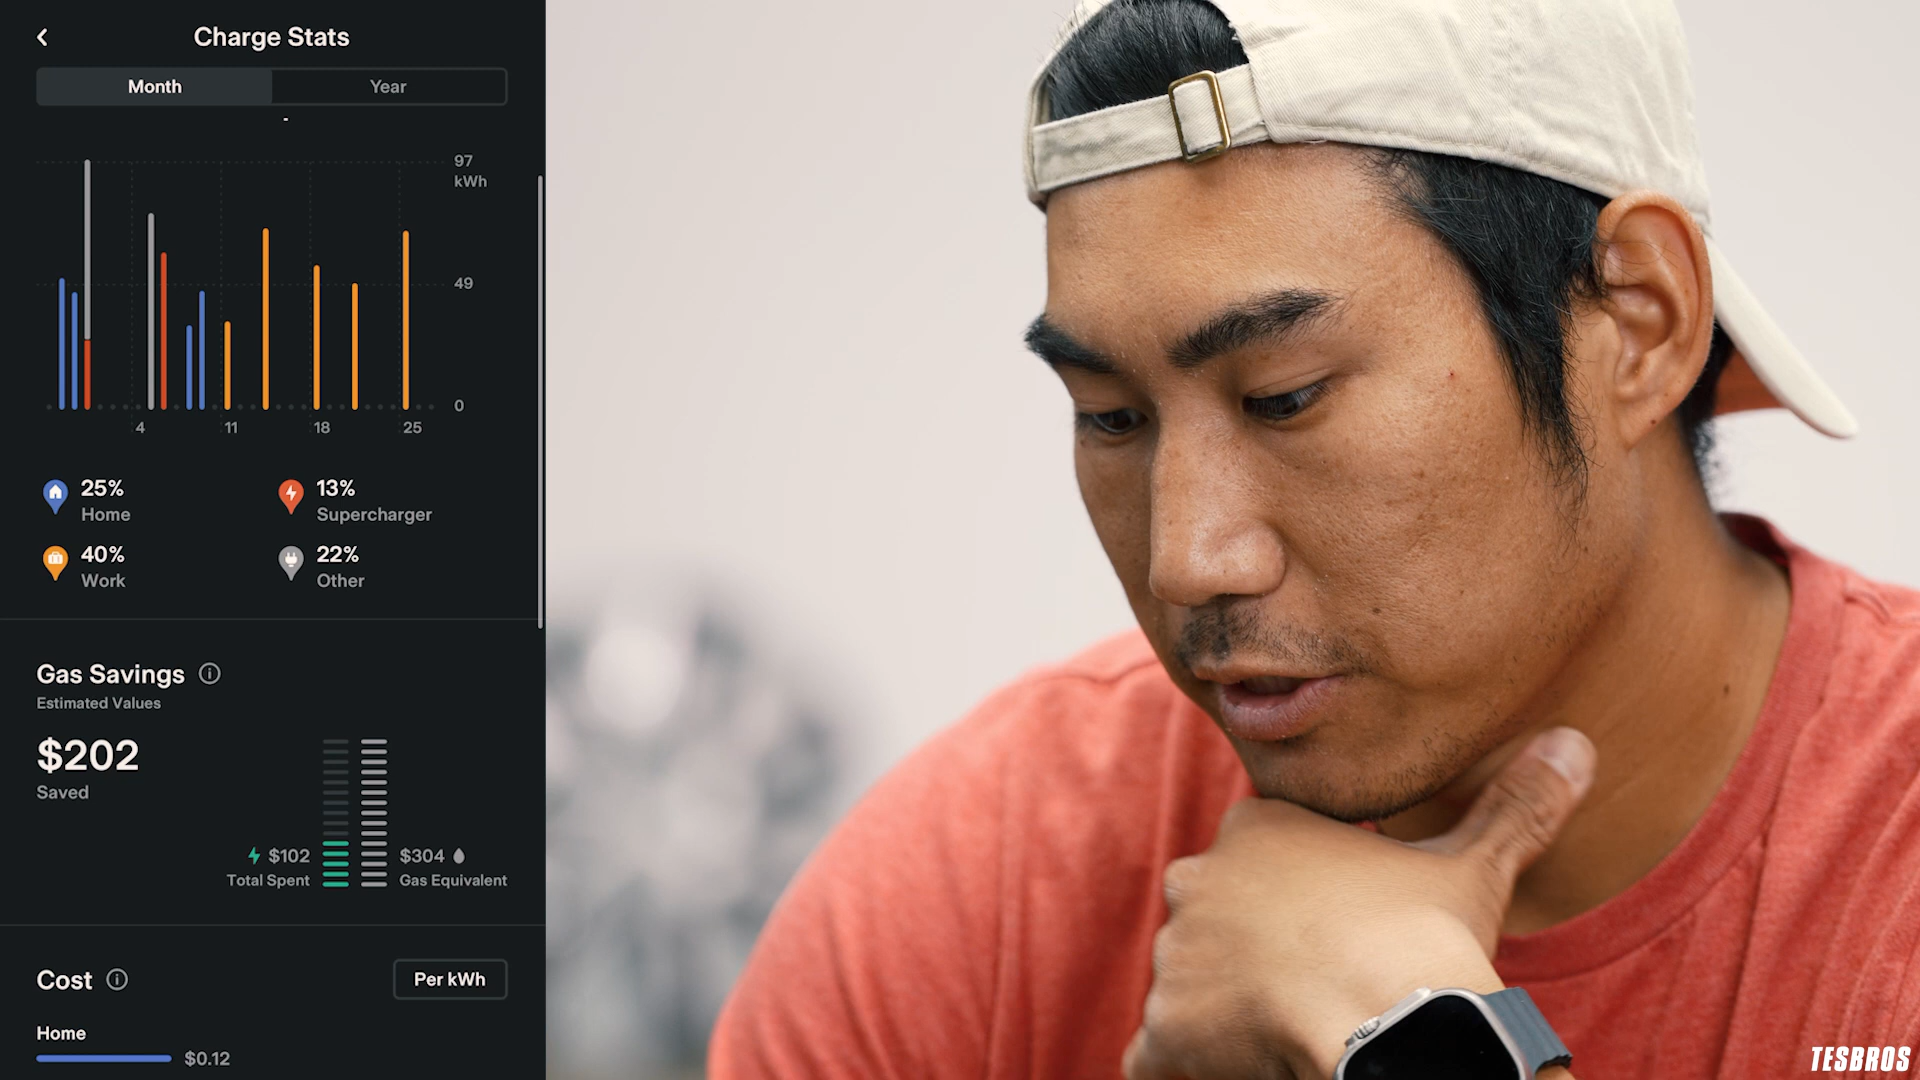 Charge Stats
Month
Year
97
kWh
49
0
4
11
18
25
25%
Home
13%
Supercharger
40%
Work
22%
Other
Gas Savings
Estimated Values
$202
Saved
$102
Total Spent
$304
Gas Equivalent
Cost
Per kWh
Home
$0.12
TESBROS